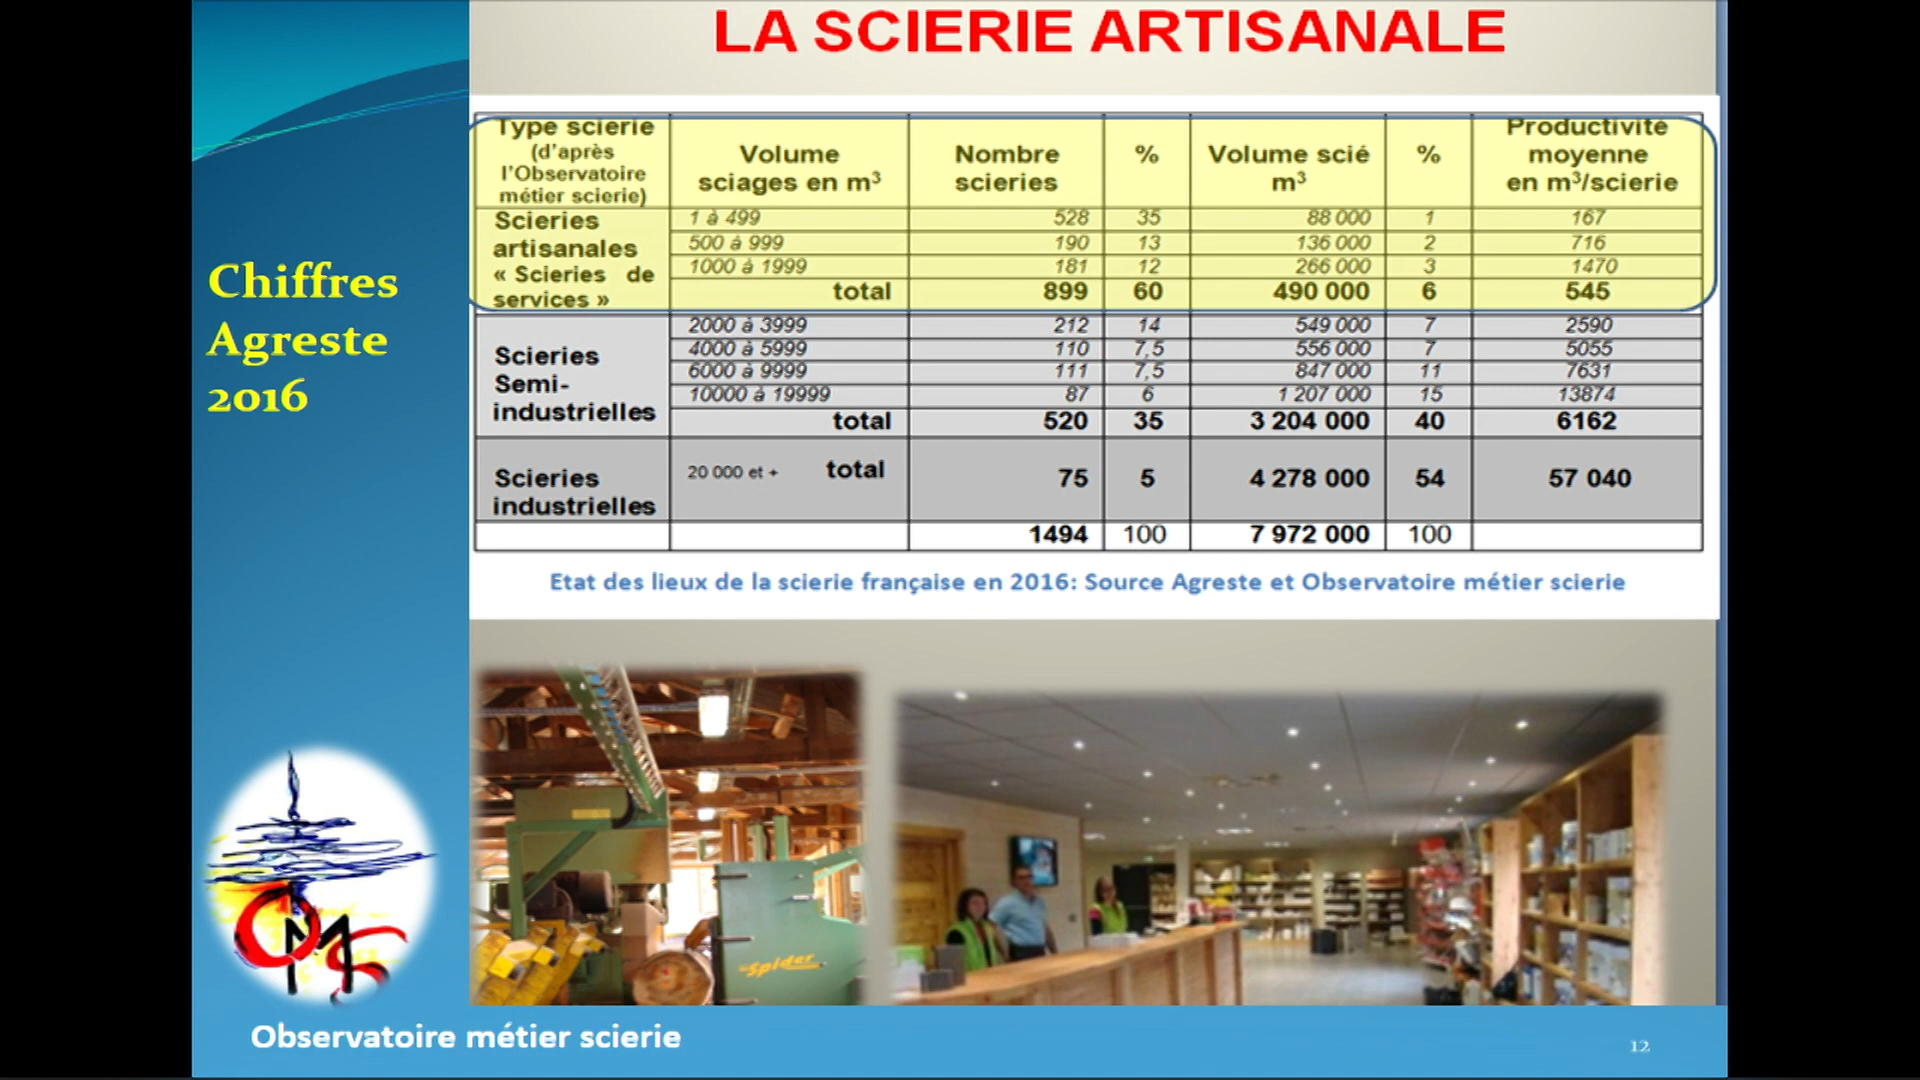 LA SCIERIE ARTISANALE
Chiffres
Agreste
2016
Type scierie
(d'après
l'Observatoire
métier scierie)
Volume
sciages en m³
Nombre
scieries
%
Volume scié
m³
%
Productivité
moyenne
en m³/scierie
Scieries
artisanales
« Scieries de
services »
1 à 499 528 35 88 000 1 167
500 à 999 190 13 136 000 2 716
1000 à 1999 181 12 266 000 3 1470
total 899 60 490 000 6 545
Scieries
Semi-
industrielles
2000 à 3999 212 14 549 000 7 2590
4000 à 5999 110 7,5 556 000 7 5055
6000 à 9999 111 7,5 847 000 11 7631
10000 à 19999 87 6 1 207 000 15 13874
total 520 35 3 204 000 40 6162
Scieries
industrielles
20 000 et + total 75 5 4 278 000 54 57 040
1494 100 7 972 000 100
Etat des lieux de la scierie française en 2016: Source Agreste et Observatoire métier scierie
Spider
OMS
Observatoire métier scierie
12